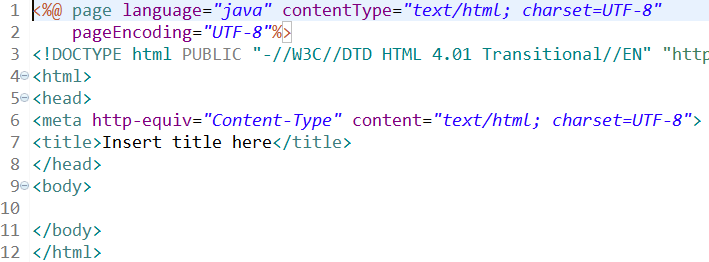 1 <%@ page language="java" contentType="text/html; charset=UTF-8"
2     pageEncoding="UTF-8"%>
3 <!DOCTYPE html PUBLIC "-//W3C//DTD HTML 4.01 Transitional//EN" "http
4 <html>
5 <head>
6 <meta http-equiv="Content-Type" content="text/html; charset=UTF-8">
7 <title>Insert title here</title>
8 </head>
9 <body>
10
11 </body>
12 </html>